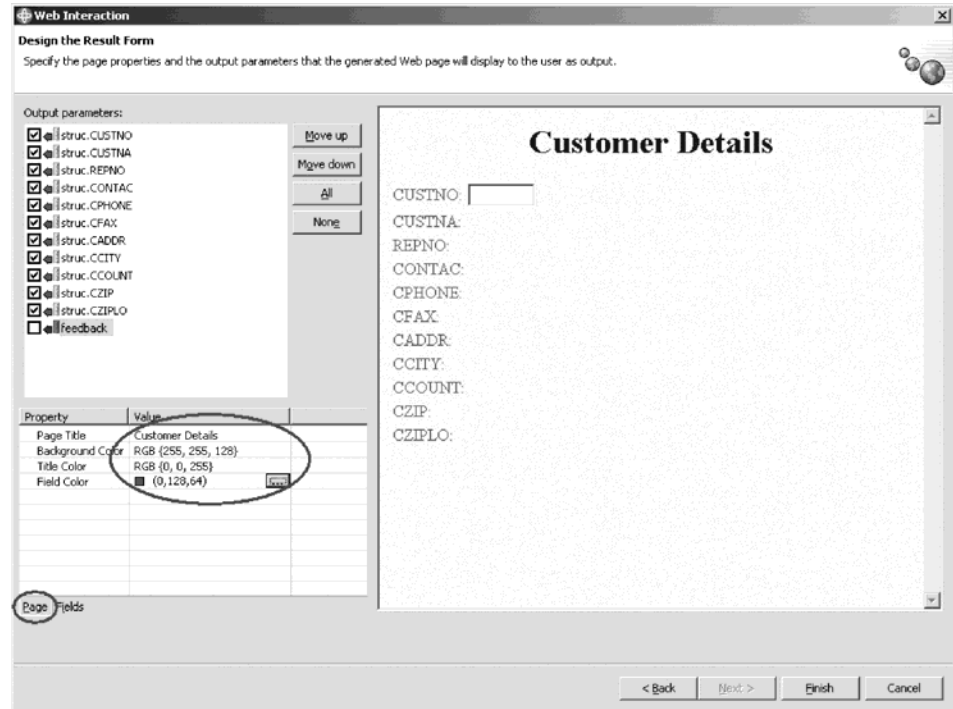 Web Interaction
Design the Result Form
Specify the page properties and the output parameters that the generated Web page will display to the user as output.
Output parameters:
struc.CUSTNO
struc.CUSTNA
struc.REPNO
struc.CONTAC
struc.CPHONE
struc.CFAX
struc.CADDR
struc.CCITY
struc.CCOUNT
struc.CZIP
struc.CZIPLO
feedback
Move up
Move down
All
None
Property Value
Page Title Customer Details
Background Color RGB {255, 255, 128}
Title Color RGB {0, 0, 255}
Field Color (0,128,64) ...
Page Fields
Customer Details
CUSTNO:
CUSTNA:
REPNO:
CONTAC:
CPHONE:
CFAX:
CADDR:
CCITY:
CCOUNT:
CZIP:
CZIPLO:
< Back Next > Finish Cancel